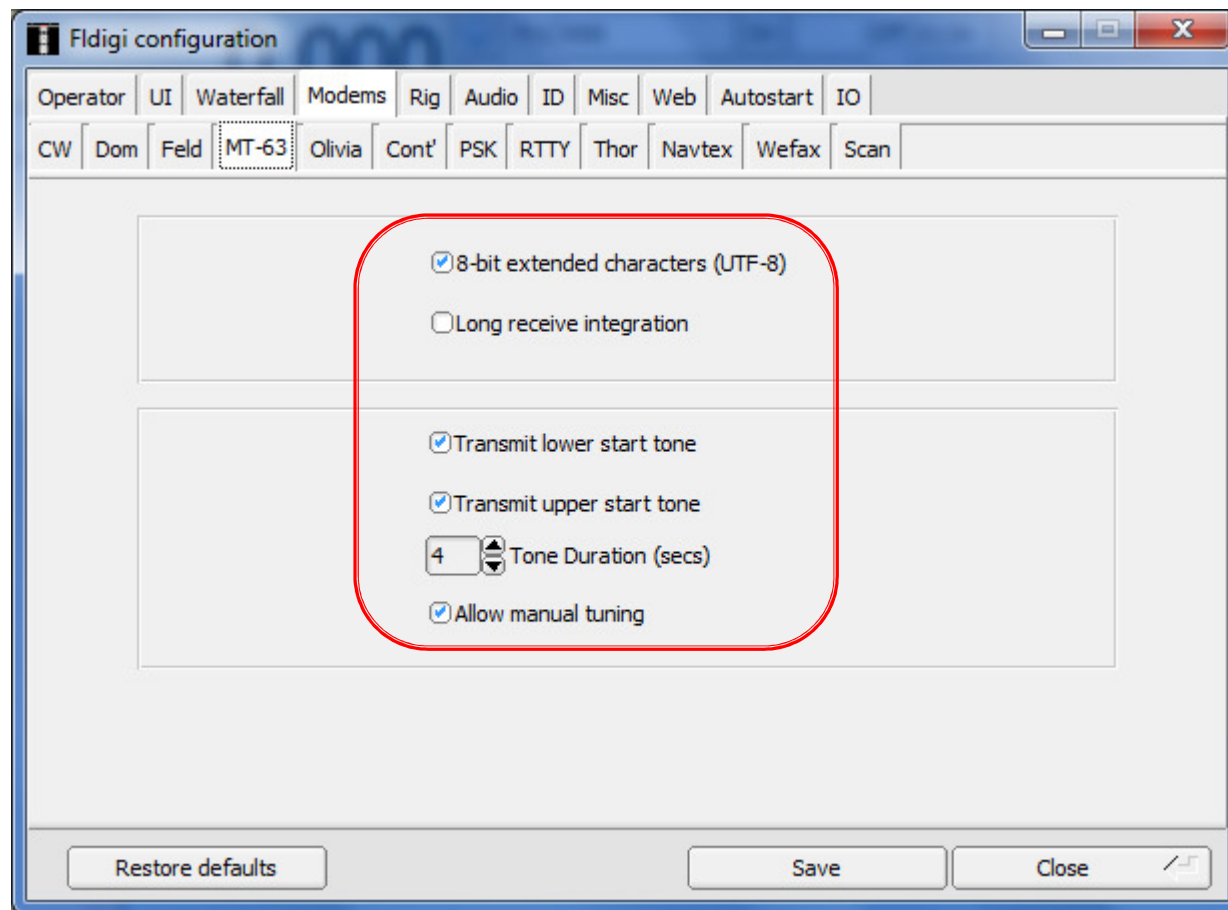 Fldigi configuration
Operator UI Waterfall Modems Rig Audio ID Misc Web Autostart IO
CW Dom Feld MT-63 Olivia Cont' PSK RTTY Thor Navtex Wefax Scan
8-bit extended characters (UTF-8)
Long receive integration
Transmit lower start tone
Transmit upper start tone
4 Tone Duration (secs)
Allow manual tuning
Restore defaults Save Close